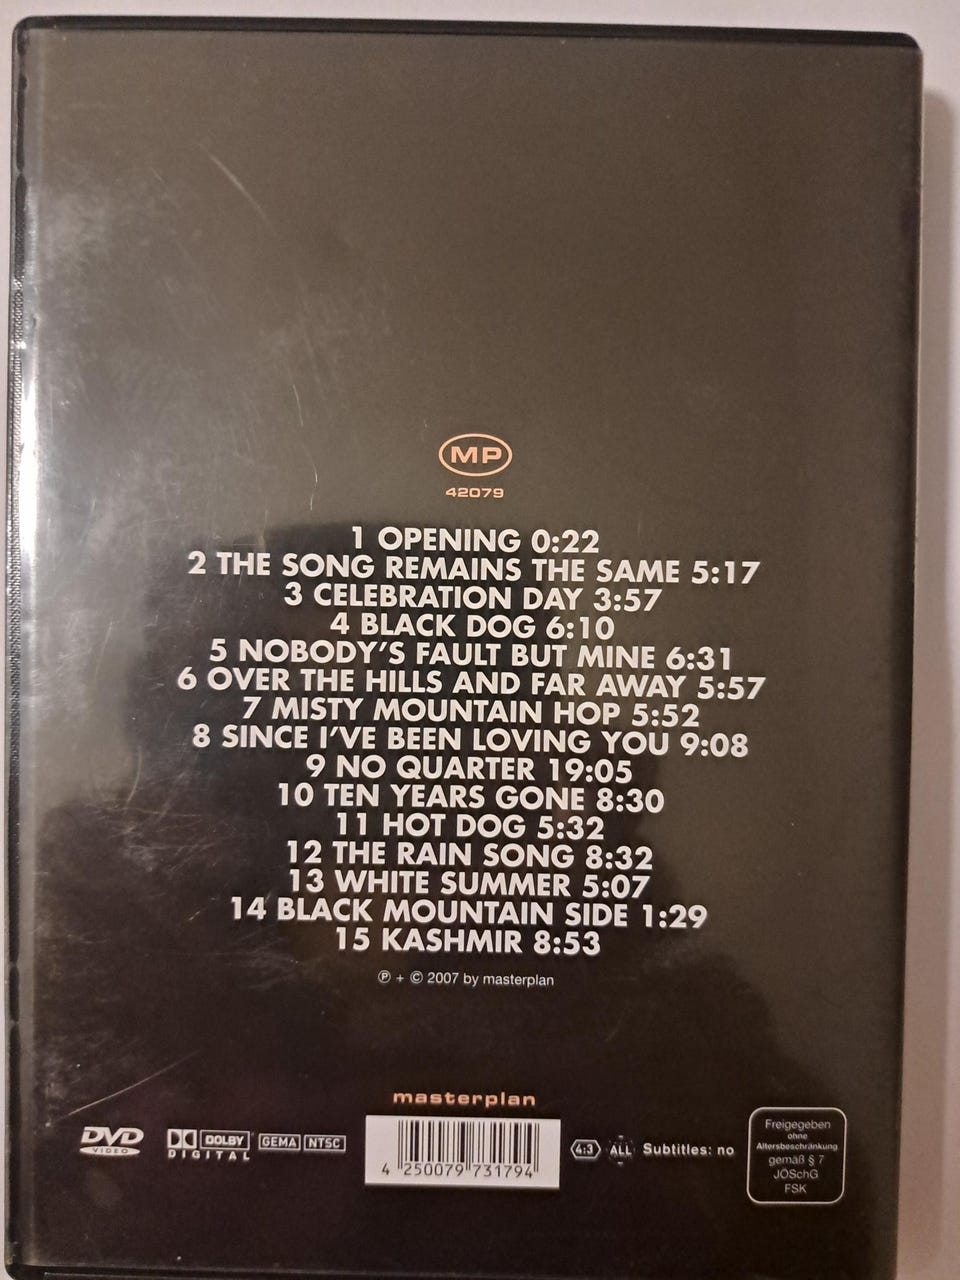 MP
42079
1 OPENING 0:22
2 THE SONG REMAINS THE SAME 5:17
3 CELEBRATION DAY 3:57
4 BLACK DOG 6:10
5 NOBODY'S FAULT BUT MINE 6:31
6 OVER THE HILLS AND FAR AWAY 5:57
7 MISTY MOUNTAIN HOP 5:52
8 SINCE I'VE BEEN LOVING YOU 9:08
9 NO QUARTER 19:05
10 TEN YEARS GONE 8:30
11 HOT DOG 5:32
12 THE RAIN SONG 8:32
13 WHITE SUMMER 5:07
14 BLACK MOUNTAIN SIDE 1:29
15 KASHMIR 8:53
℗ + © 2007 by masterplan
masterplan
DVD
VIDEO
DOLBY
DIGITAL
GEMA NTSC
4 250079 731794
4:3 ALL Subtitles: no
Freigegeben
ohne
Altersbeschränkung
gemäß § 7
JÖSchG
FSK